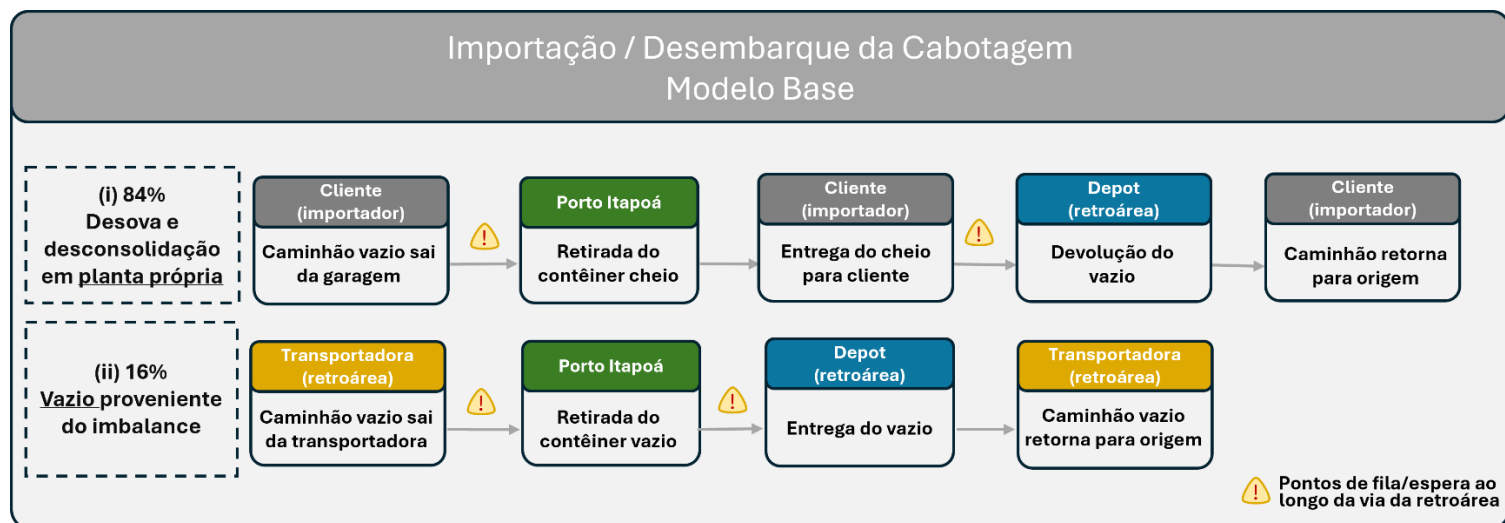 Importação / Desembarque da Cabotagem
Modelo Base
(i) 84%
Desova e
desconsolidação
em planta própria
Cliente
(importador)
Caminhão vazio sai
da garagem
!
Porto Itapoá
Retirada do
contêiner cheio
Cliente
(importador)
Entrega do cheio
para cliente
!
Depot
(retroárea)
Devolução do
vazio
Cliente
(importador)
Caminhão retorna
para origem
(ii) 16%
Vazio proveniente
do imbalance
Transportadora
(retroárea)
Caminhão vazio sai
da transportadora
!
Porto Itapoá
Retirada do
contêiner vazio
!
Depot
(retroárea)
Entrega do vazio
Transportadora
(retroárea)
Caminhão vazio
retorna para origem
!
Pontos de fila/espera ao
longo da via da retroárea